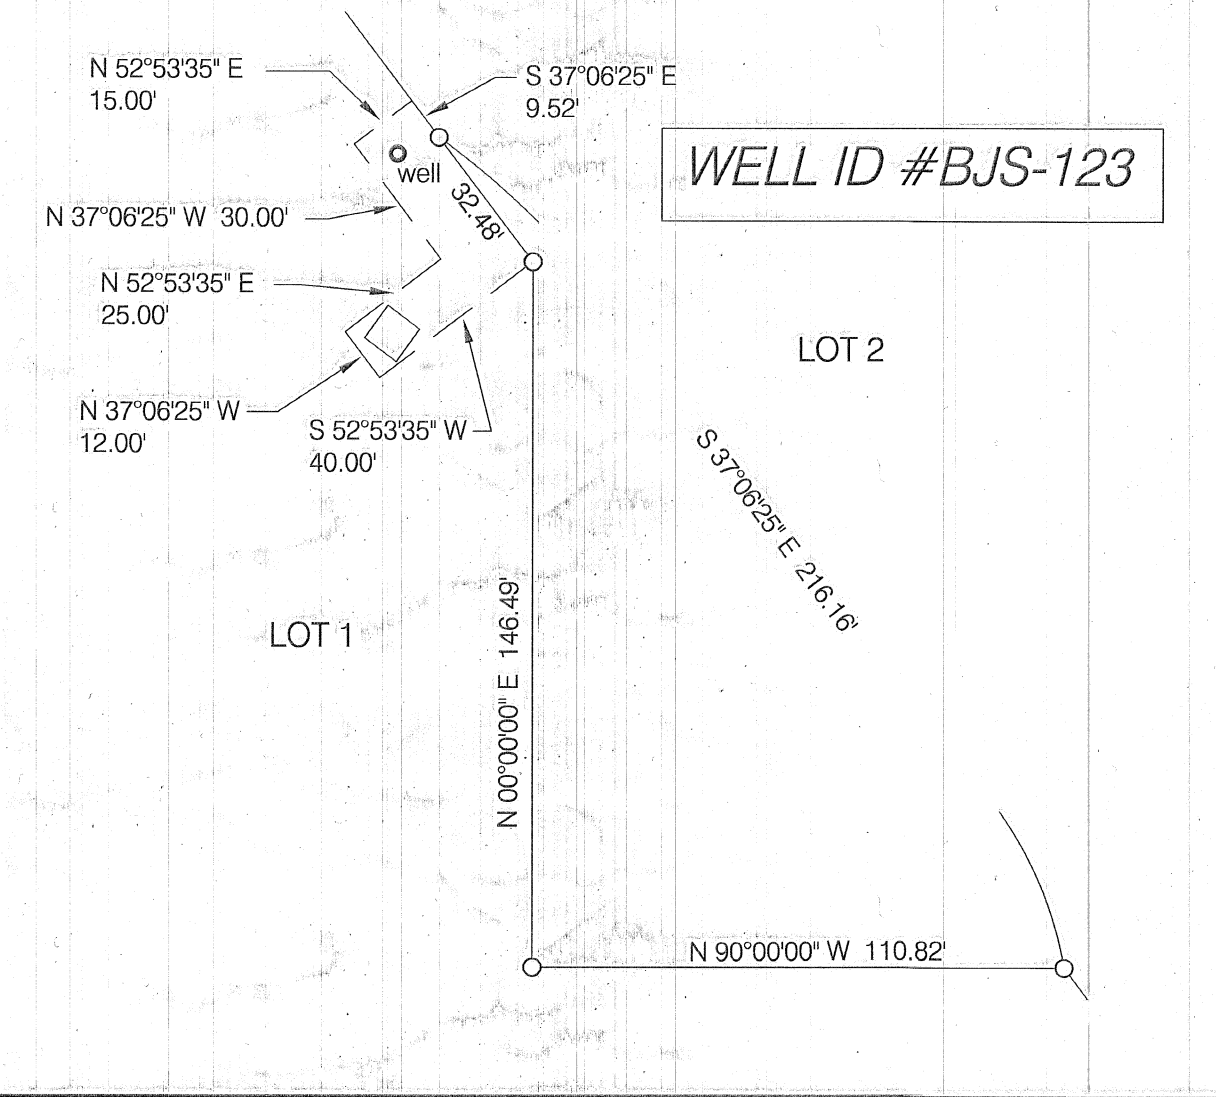 N 52°53'35" E
15.00'
S 37°06'25" E
9.52'
WELL ID #BJS-123
well
32.48'
N 37°06'25" W 30.00'
N 52°53'35" E
25.00'
LOT 2
N 37°06'25" W
12.00'
S 52°53'35" W
40.00'
S 37°06'25" E 216.16'
LOT 1
N 00°00'00" E 146.49'
N 90°00'00" W 110.82'